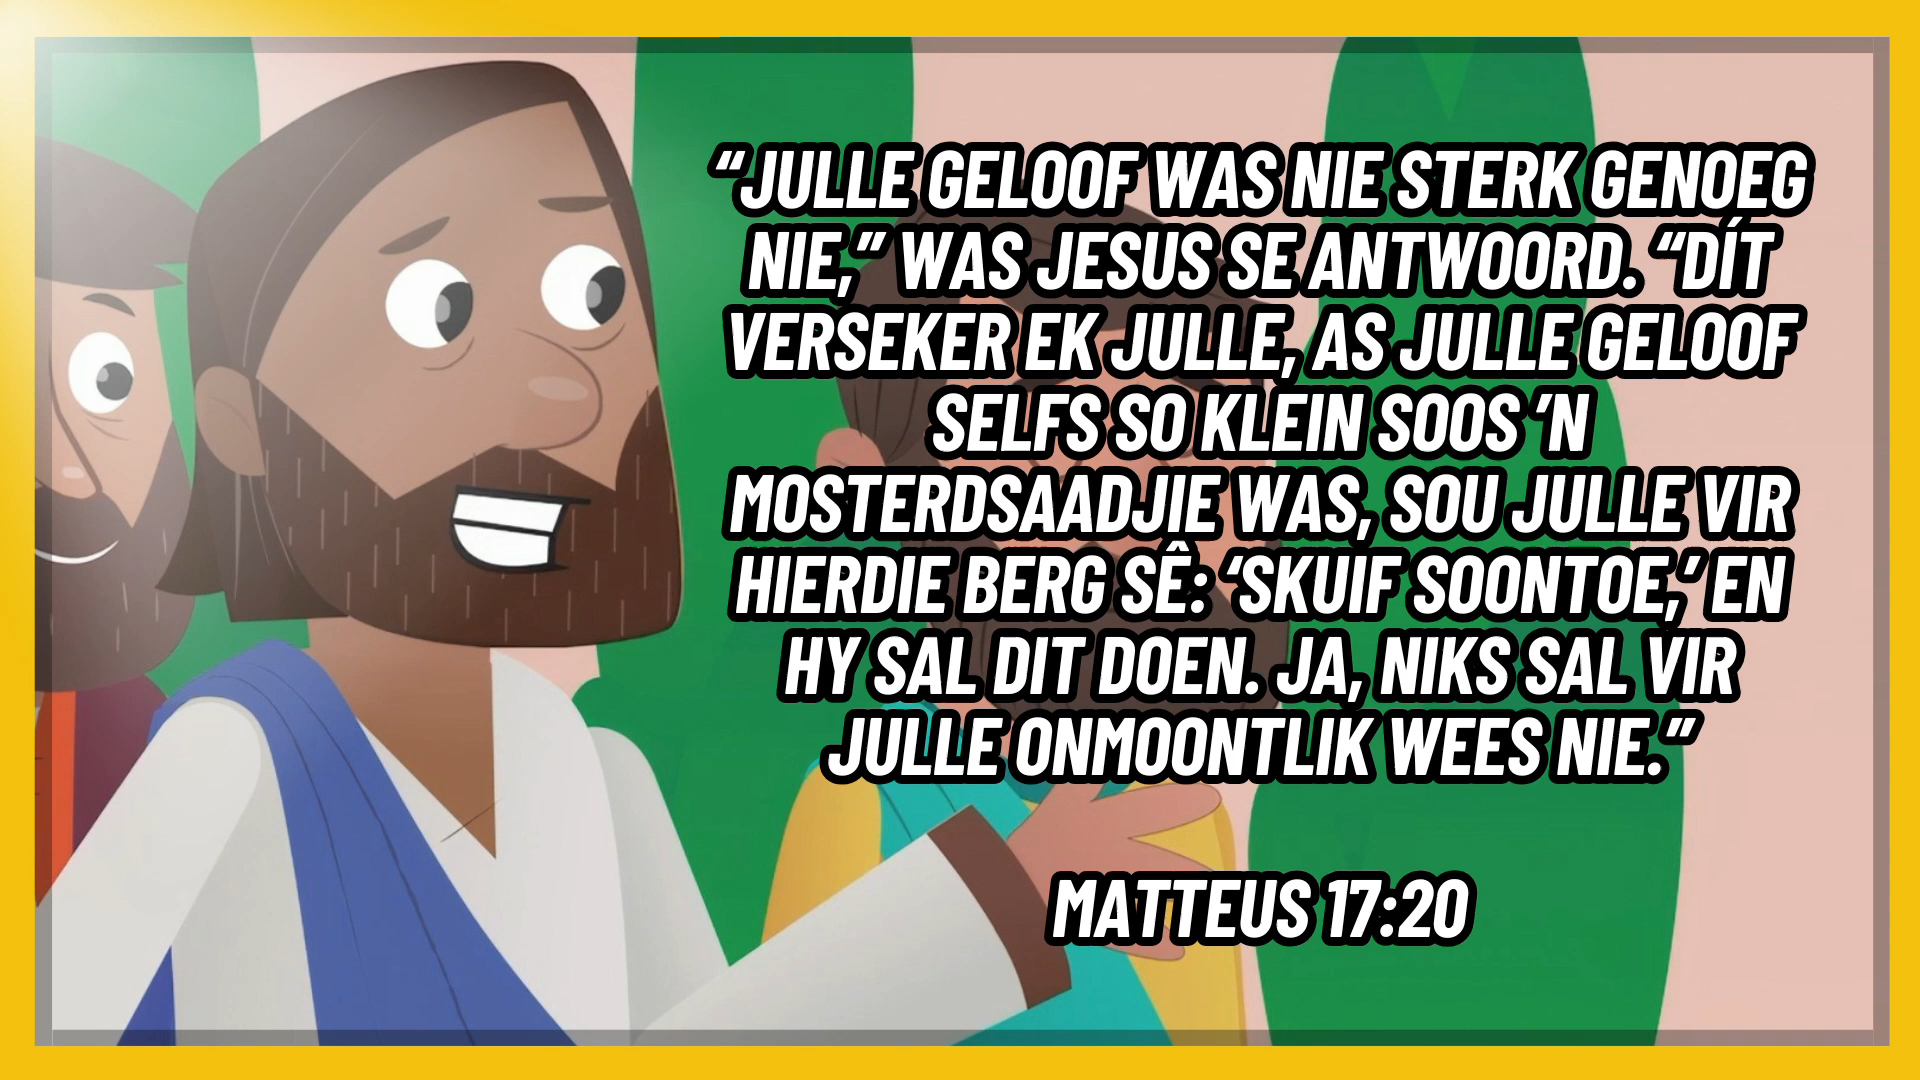 “JULLE GELOOF WAS NIE STERK GENOEG
NIE,” WAS JESUS SE ANTWOORD. “DÍT
VERSEKER EK JULLE, AS JULLE GELOOF
SELFS SO KLEIN SOOS ’N
MOSTERDSAADJIE WAS, SOU JULLE VIR
HIERDIE BERG SÊ: ‘SKUIF SOONTOE,’ EN
HY SAL DIT DOEN. JA, NIKS SAL VIR
JULLE ONMOONTLIK WEES NIE.”
MATTEUS 17:20